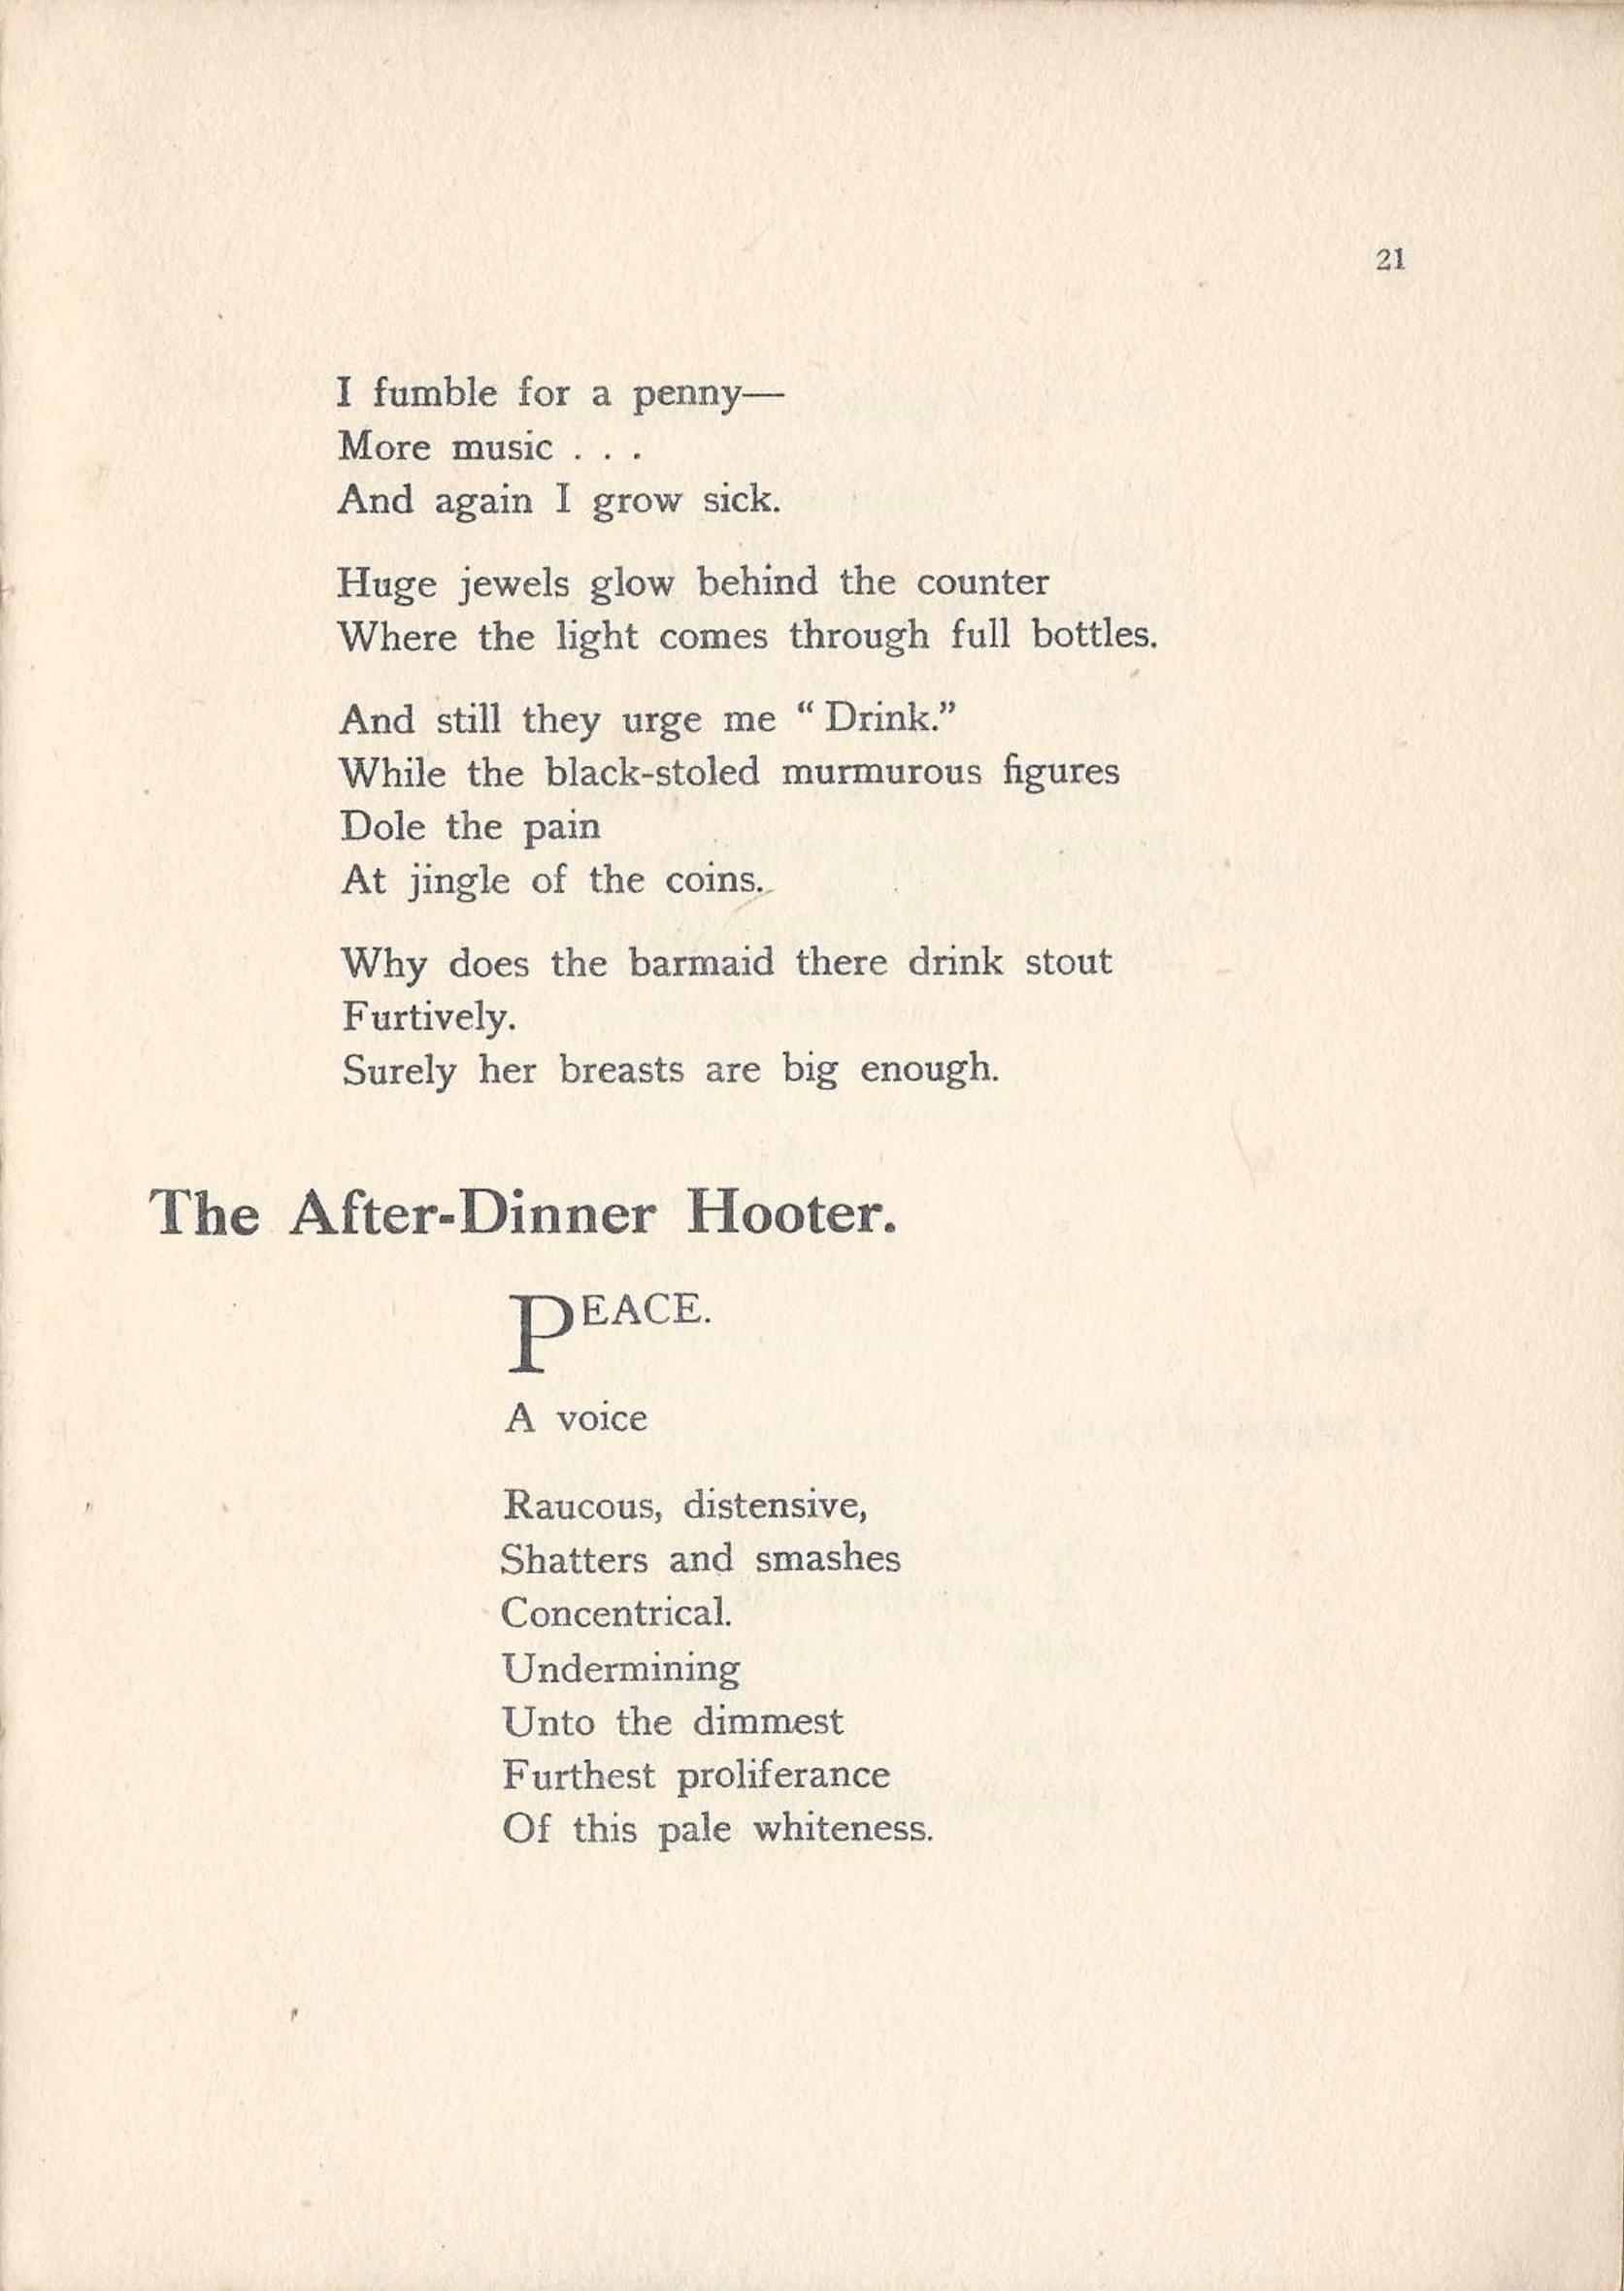 21
I fumble for a penny—
More music . . .
And again I grow sick.
Huge jewels glow behind the counter
Where the light comes through full bottles.
And still they urge me “ Drink.”
While the black-stoled murmurous figures
Dole the pain
At jingle of the coins.
Why does the barmaid there drink stout
Furtively.
Surely her breasts are big enough.
The After-Dinner Hooter.
PEACE.
A voice
Raucous, distensive,
Shatters and smashes
Concentrical.
Undermining
Unto the dimmest
Furthest proliferance
Of this pale whiteness.